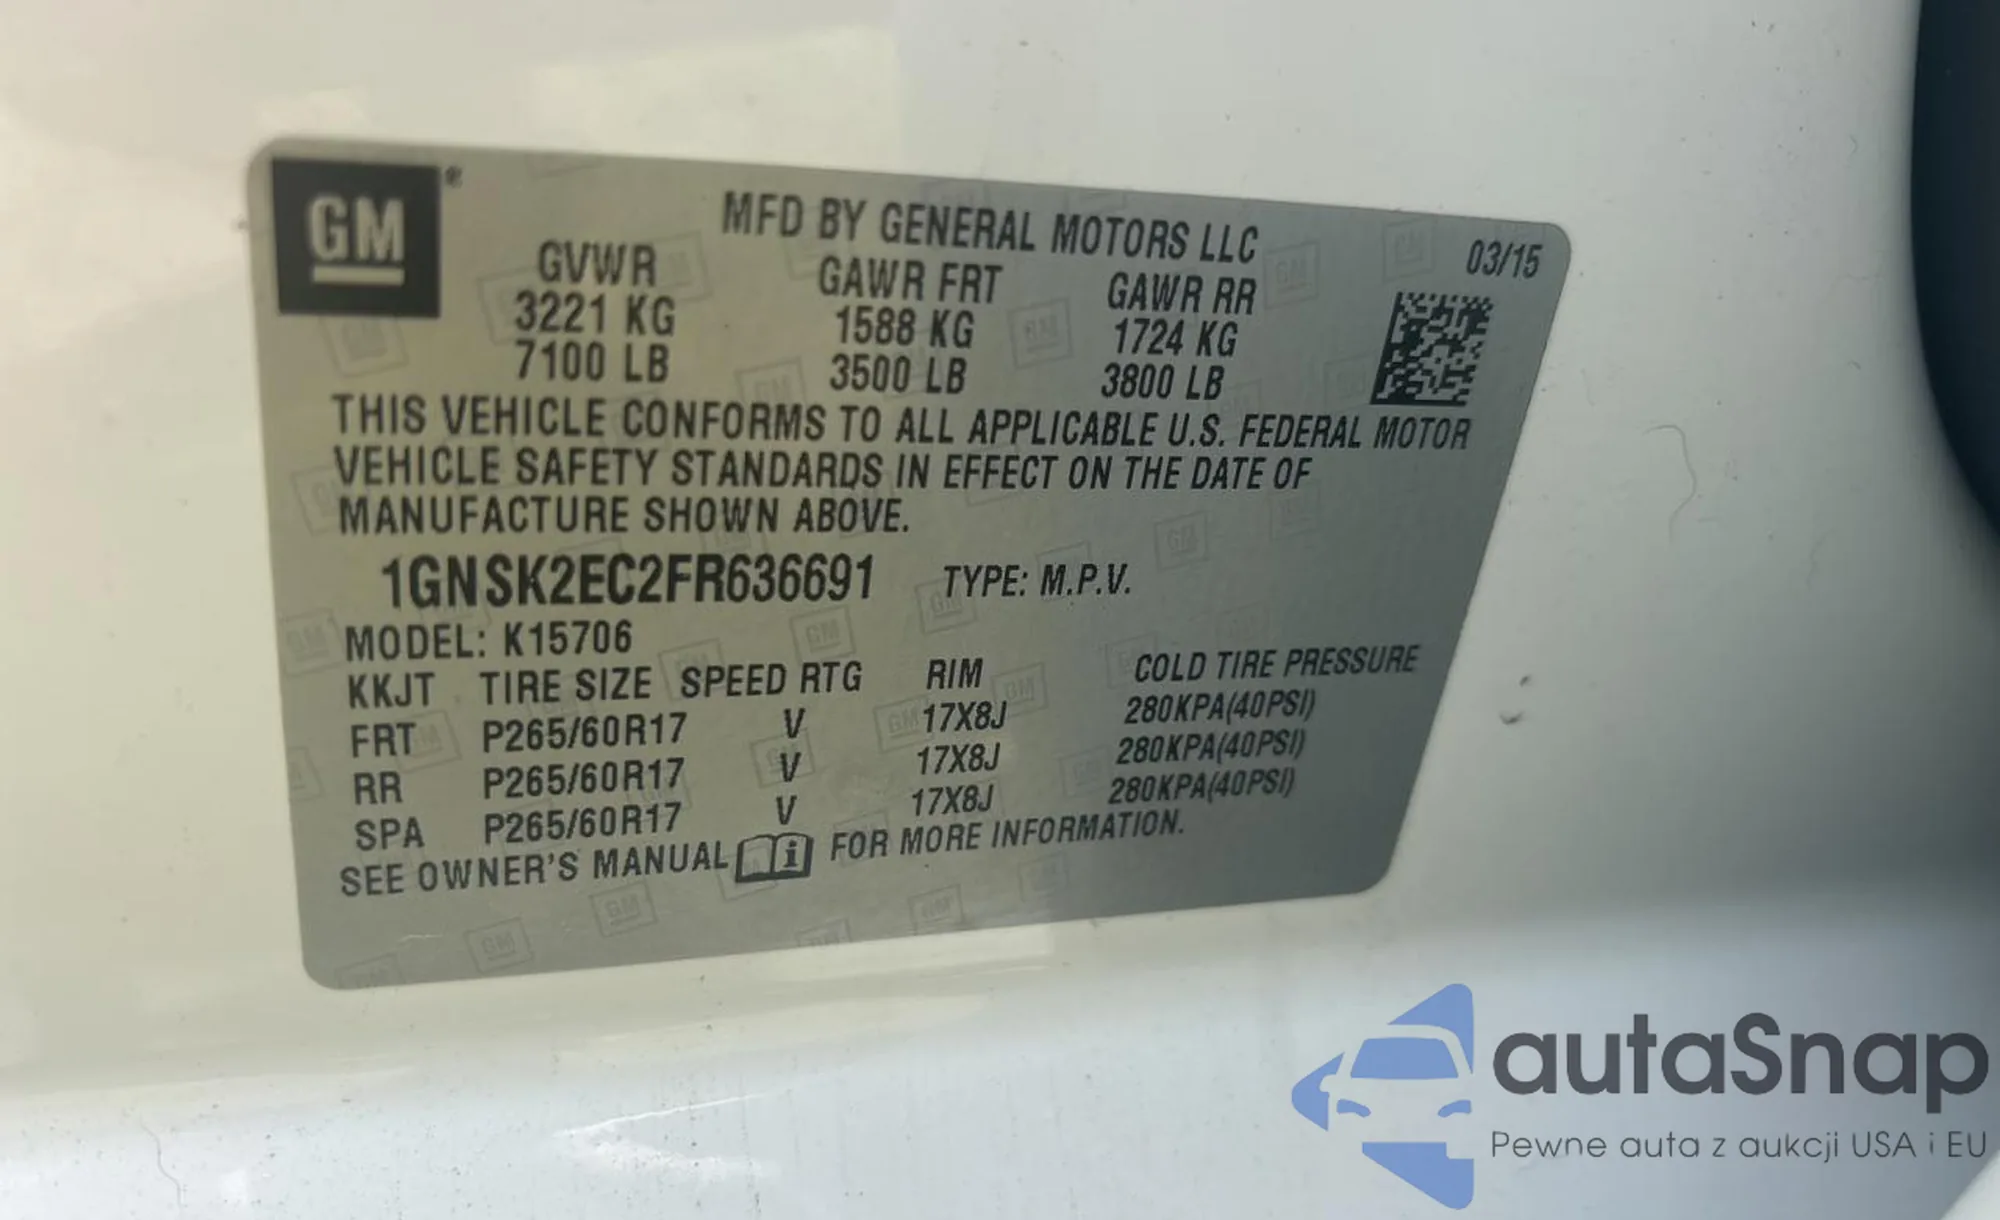 GM
MFD BY GENERAL MOTORS LLC
03/15
GVWR GAWR FRT GAWR RR
3221 KG 1588 KG 1724 KG
7100 LB 3500 LB 3800 LB
THIS VEHICLE CONFORMS TO ALL APPLICABLE U.S. FEDERAL MOTOR
VEHICLE SAFETY STANDARDS IN EFFECT ON THE DATE OF
MANUFACTURE SHOWN ABOVE.
1GNSK2EC2FR636691 TYPE: M.P.V.
MODEL: K15706
KKJT TIRE SIZE SPEED RTG RIM COLD TIRE PRESSURE
FRT P265/60R17 V 17X8J 280KPA(40PSI)
RR P265/60R17 V 17X8J 280KPA(40PSI)
SPA P265/60R17 V 17X8J 280KPA(40PSI)
SEE OWNER'S MANUAL i FOR MORE INFORMATION.
autaSnap
Pewne auta z aukcji USA i EU